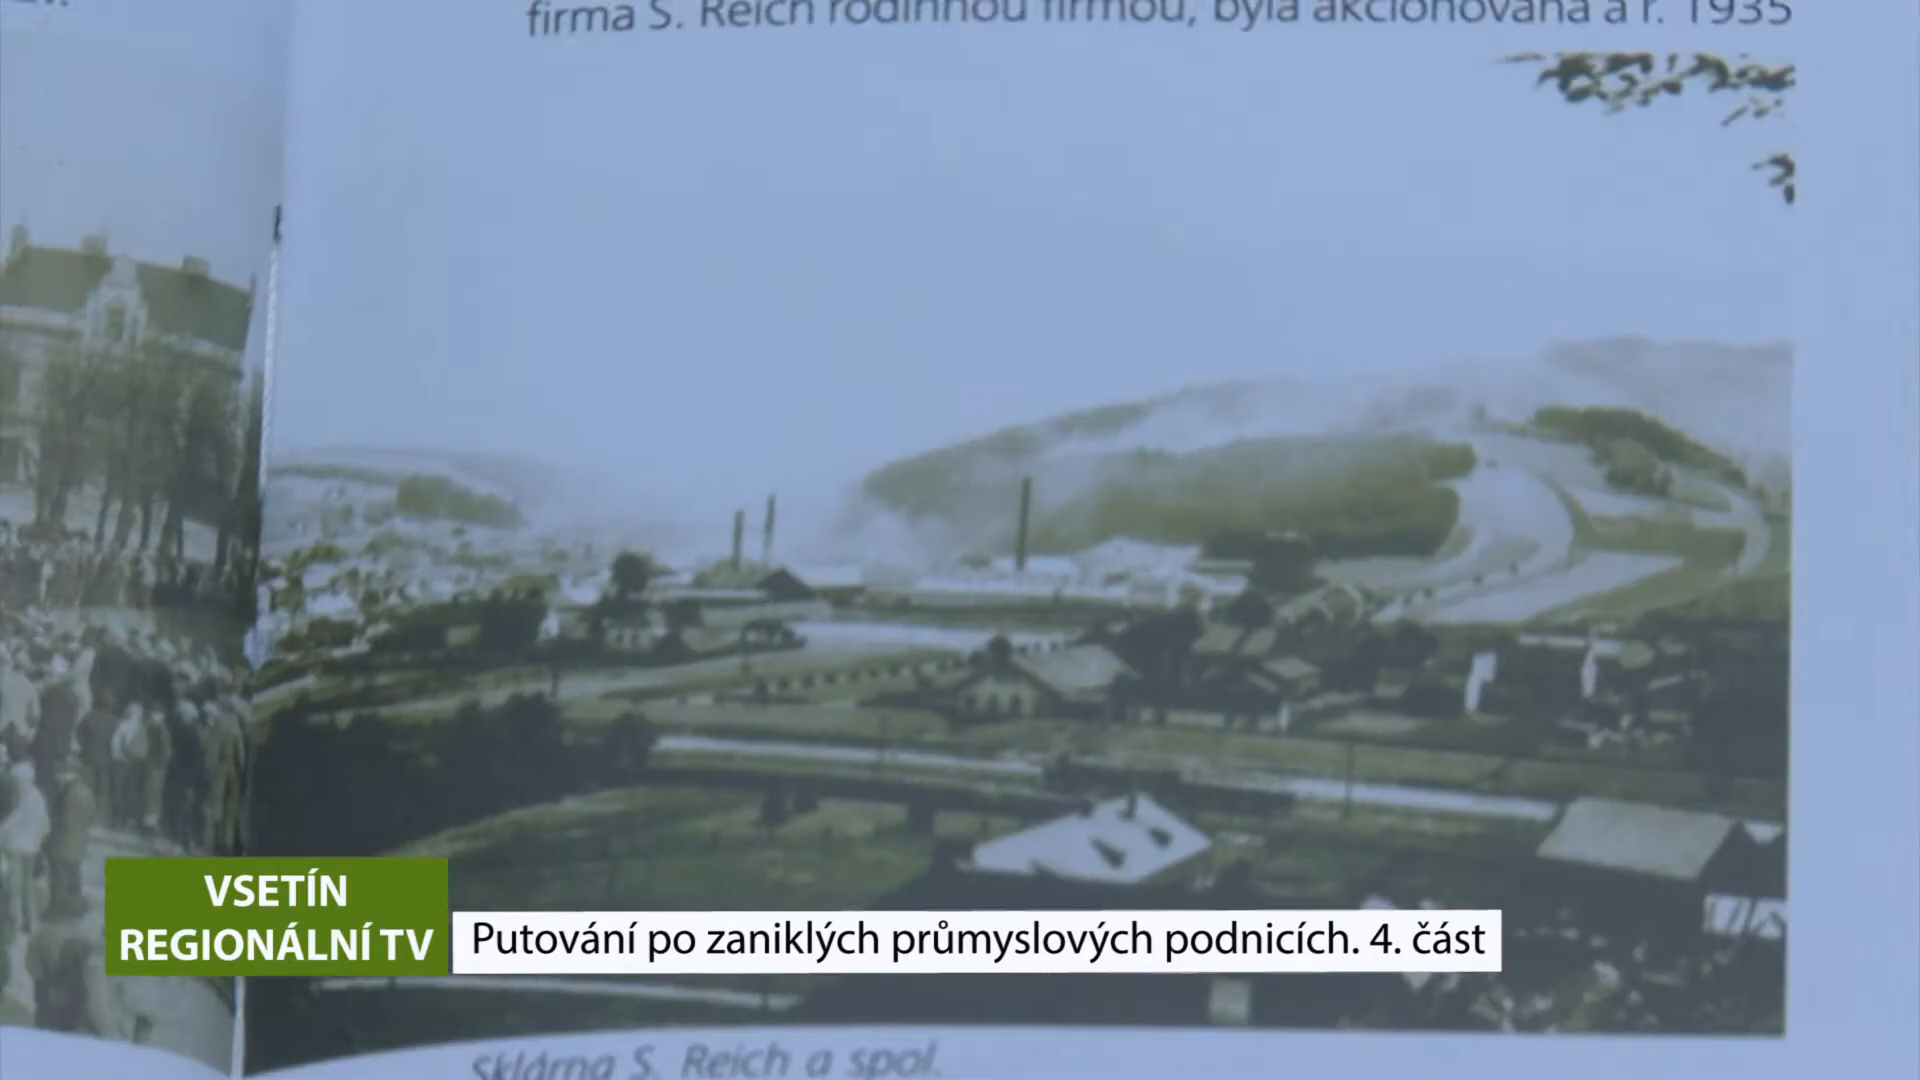 firma S. Reich rodinnou firmou, byla akcionována a r. 1935
VSETÍN
REGIONÁLNÍ TV
Putování po zaniklých průmyslových podnicích. 4. část
Sklárna S. Reich a spol.